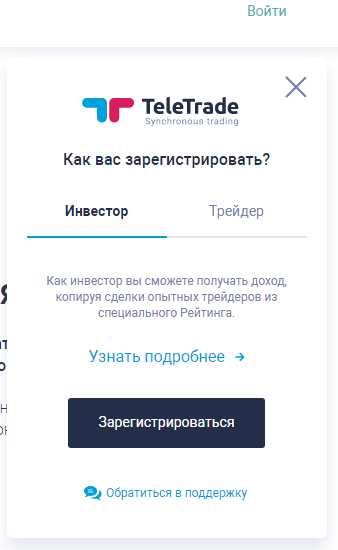 Войти
TeleTrade
Synchronous trading
Как вас зарегистрировать?
Инвестор Трейдер
Как инвестор вы сможете получать доход,
копируя сделки опытных трейдеров из
специального Рейтинга.
Узнать подробнее
Зарегистрироваться
Обратиться в поддержку